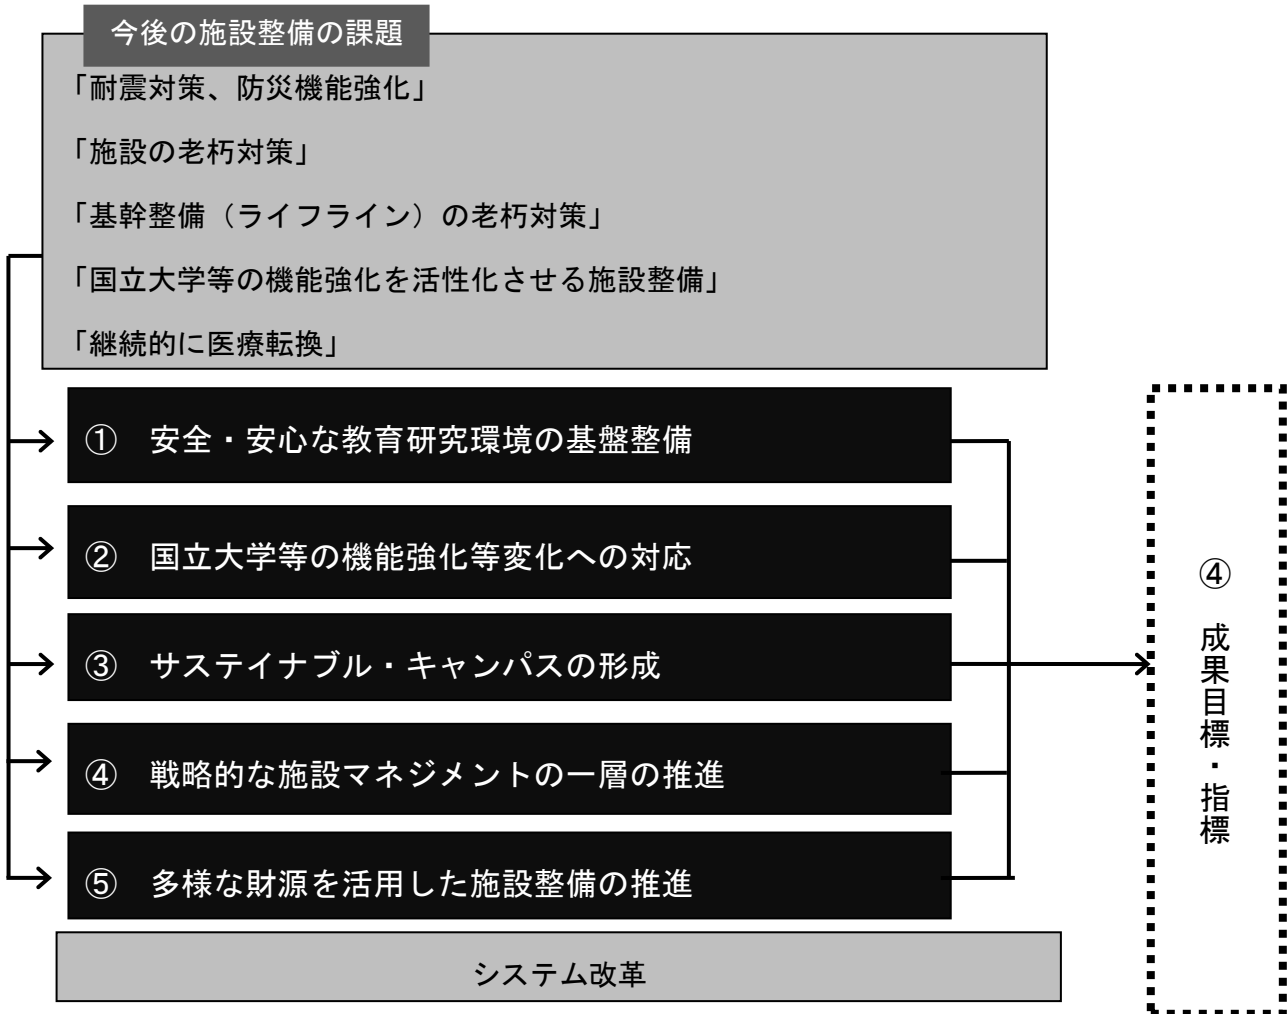 今後の施設整備の課題
「耐震対策、防災機能強化」
「施設の老朽対策」
「基幹整備（ライフライン）の老朽対策」
「国立大学等の機能強化を活性化させる施設整備」
「継続的に医療転換」
① 安全・安心な教育研究環境の基盤整備
② 国立大学等の機能強化等変化への対応
③ サステイナブル・キャンパスの形成
④ 戦略的な施設マネジメントの一層の推進
⑤ 多様な財源を活用した施設整備の推進
システム改革
④ 成果目標・指標